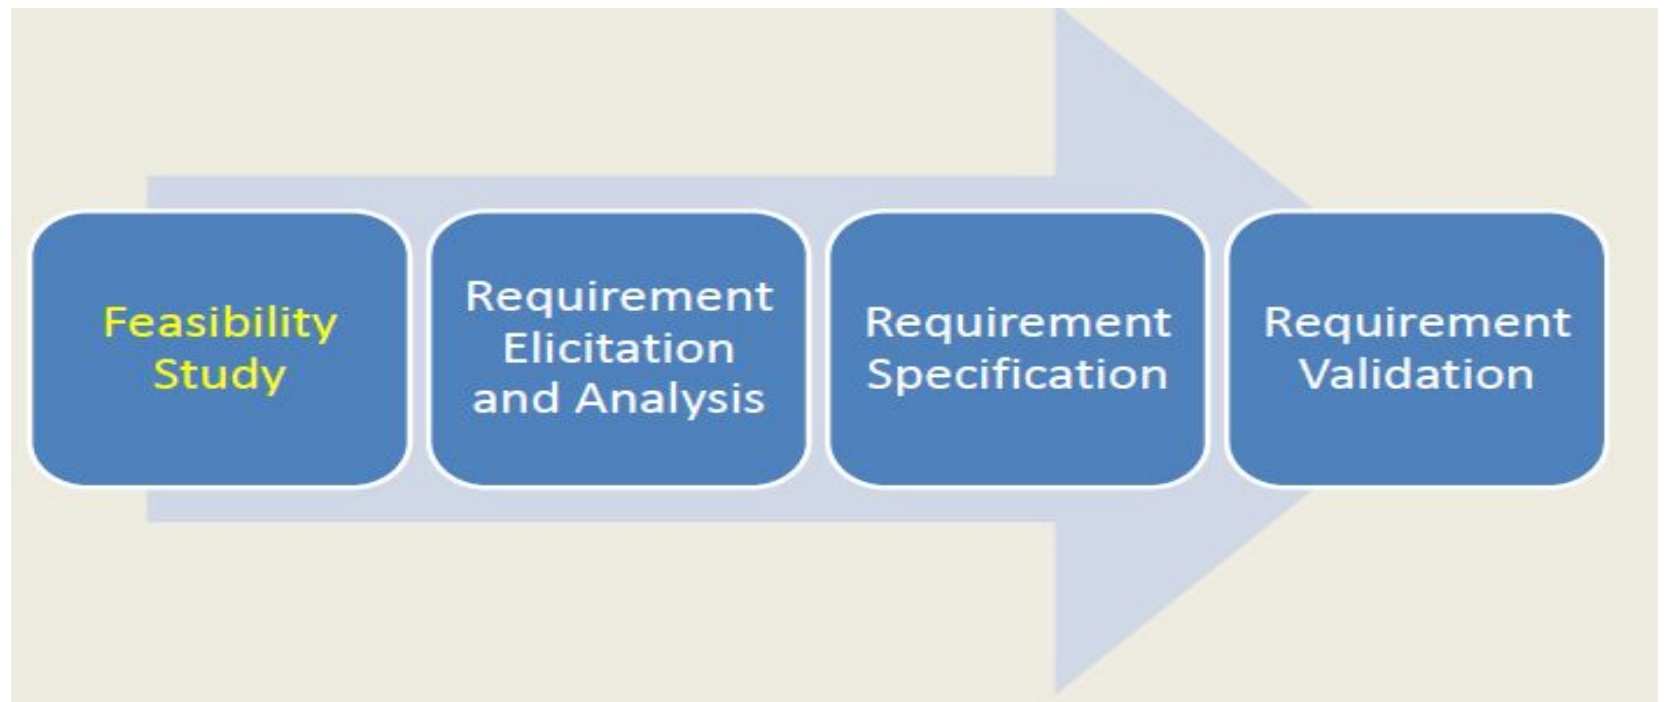 Feasibility
Study
Requirement
Elicitation
and Analysis
Requirement
Specification
Requirement
Validation